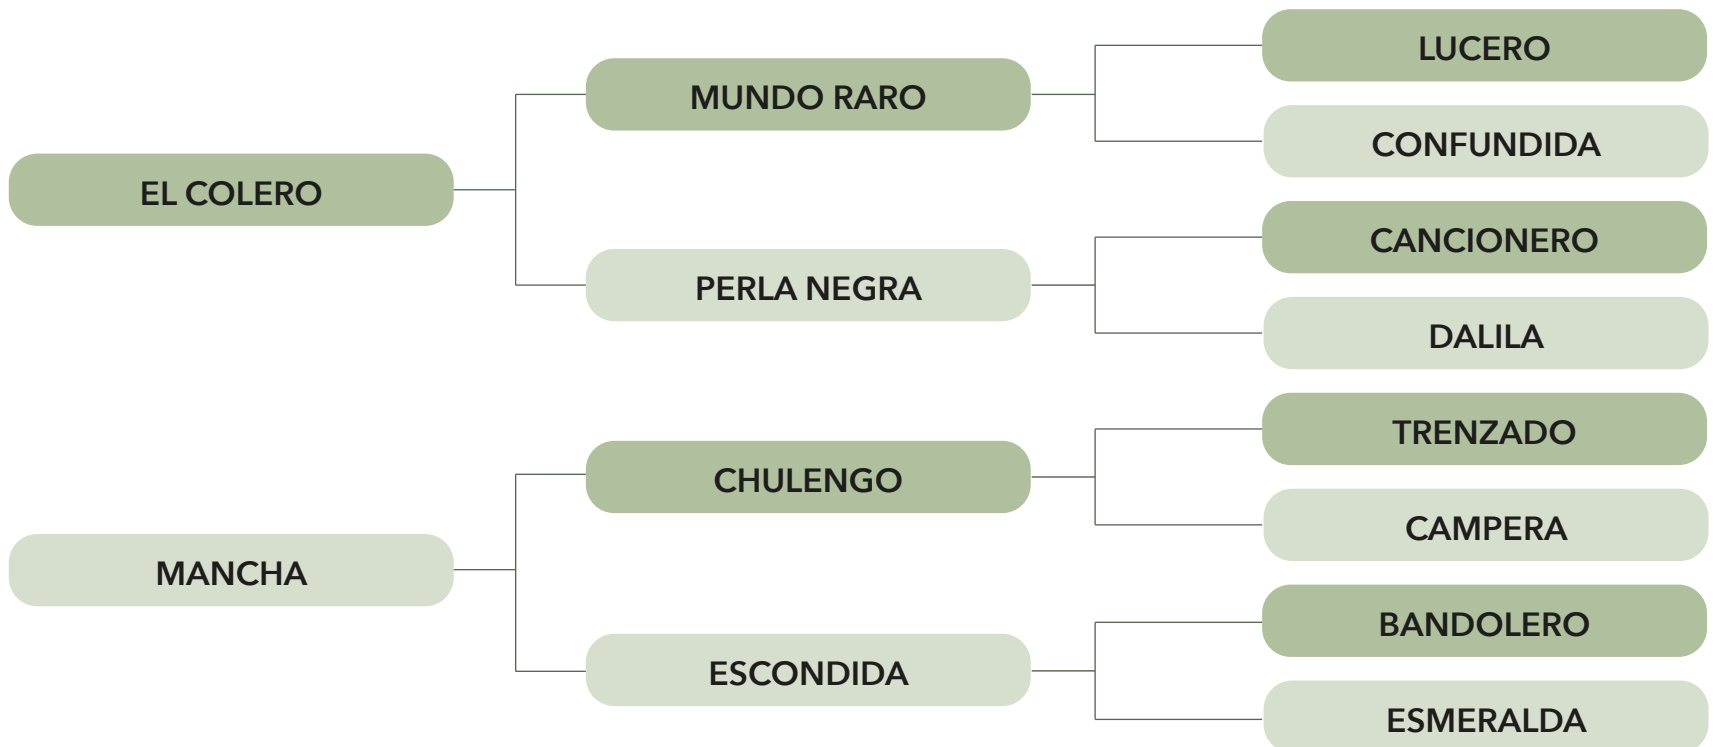 LUCERO
MUNDO RARO
CONFUNDIDA
EL COLERO
CANCIONERO
PERLA NEGRA
DALILA
TRENZADO
CHULENGO
CAMPERA
MANCHA
BANDOLERO
ESCONDIDA
ESMERALDA